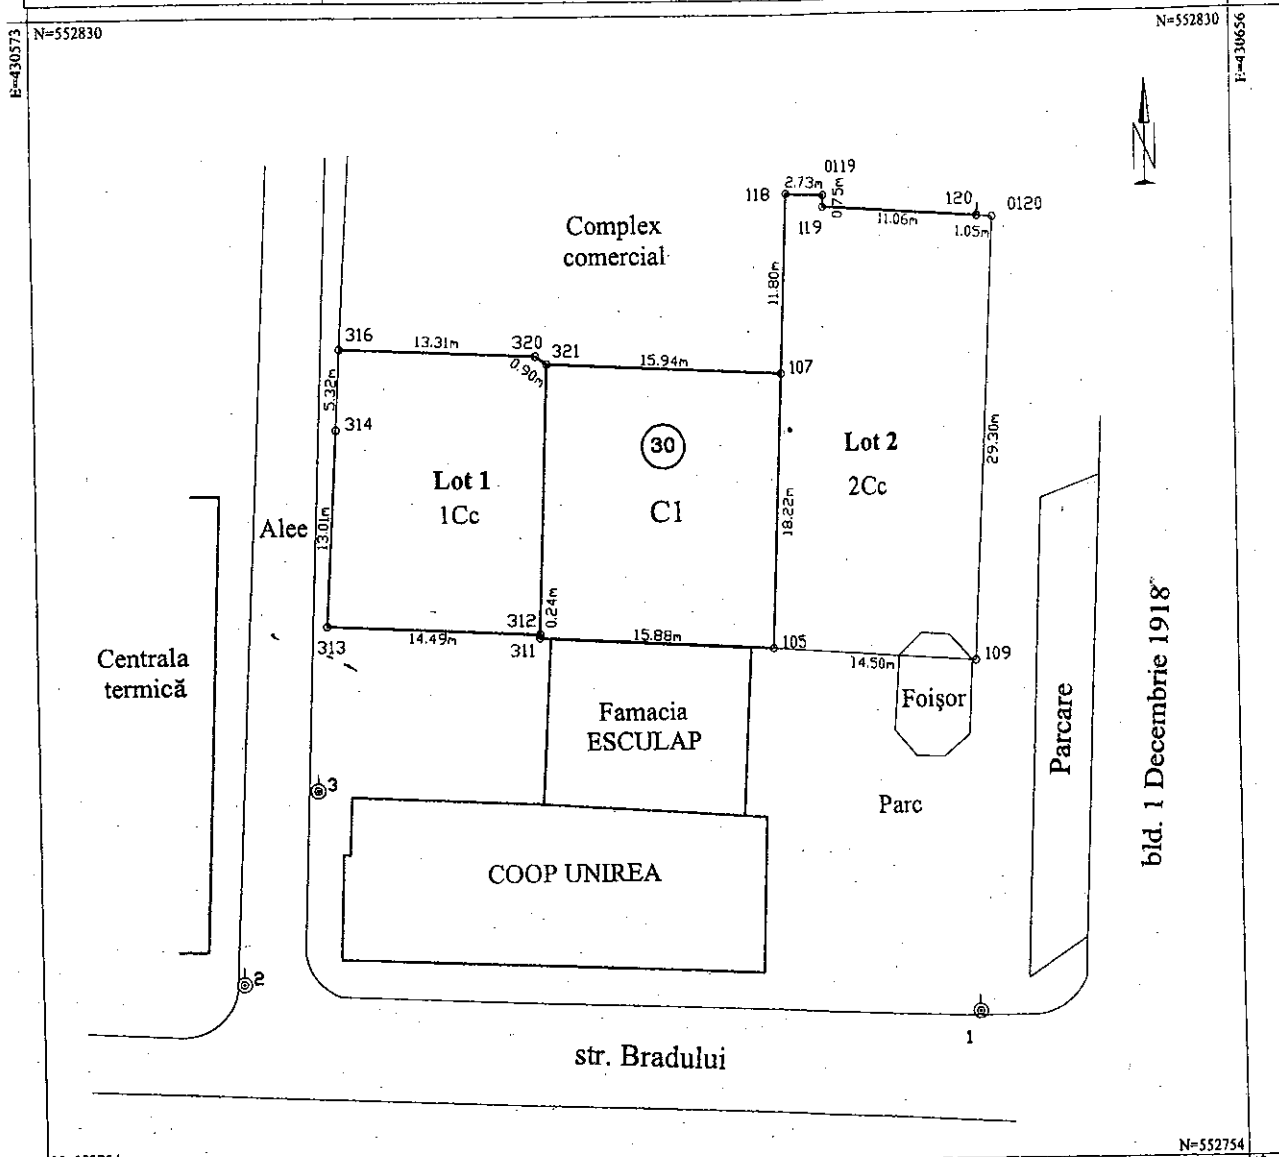 N=552830
N=552830
E=430573
E=430656
N
0119
118
2.73m
0.75m
120
0120
119
11.06m
1.05m
Complex
comercial
11.80m
316
13.31m
320
321
0.90m
15.94m
107
5.32m
314
30
Lot 2
2Cc
29.30m
Lot 1
1Cc
C1
18.22m
Alee
13.01m
312
0.24m
313
14.49m
311
15.88m
105
14.50m
109
Centrala
termică
Foişor
Famacia
ESCULAP
Parcare
bld. 1 Decembrie 1918
3
Parc
COOP UNIREA
2
1
str. Bradului
N=552754